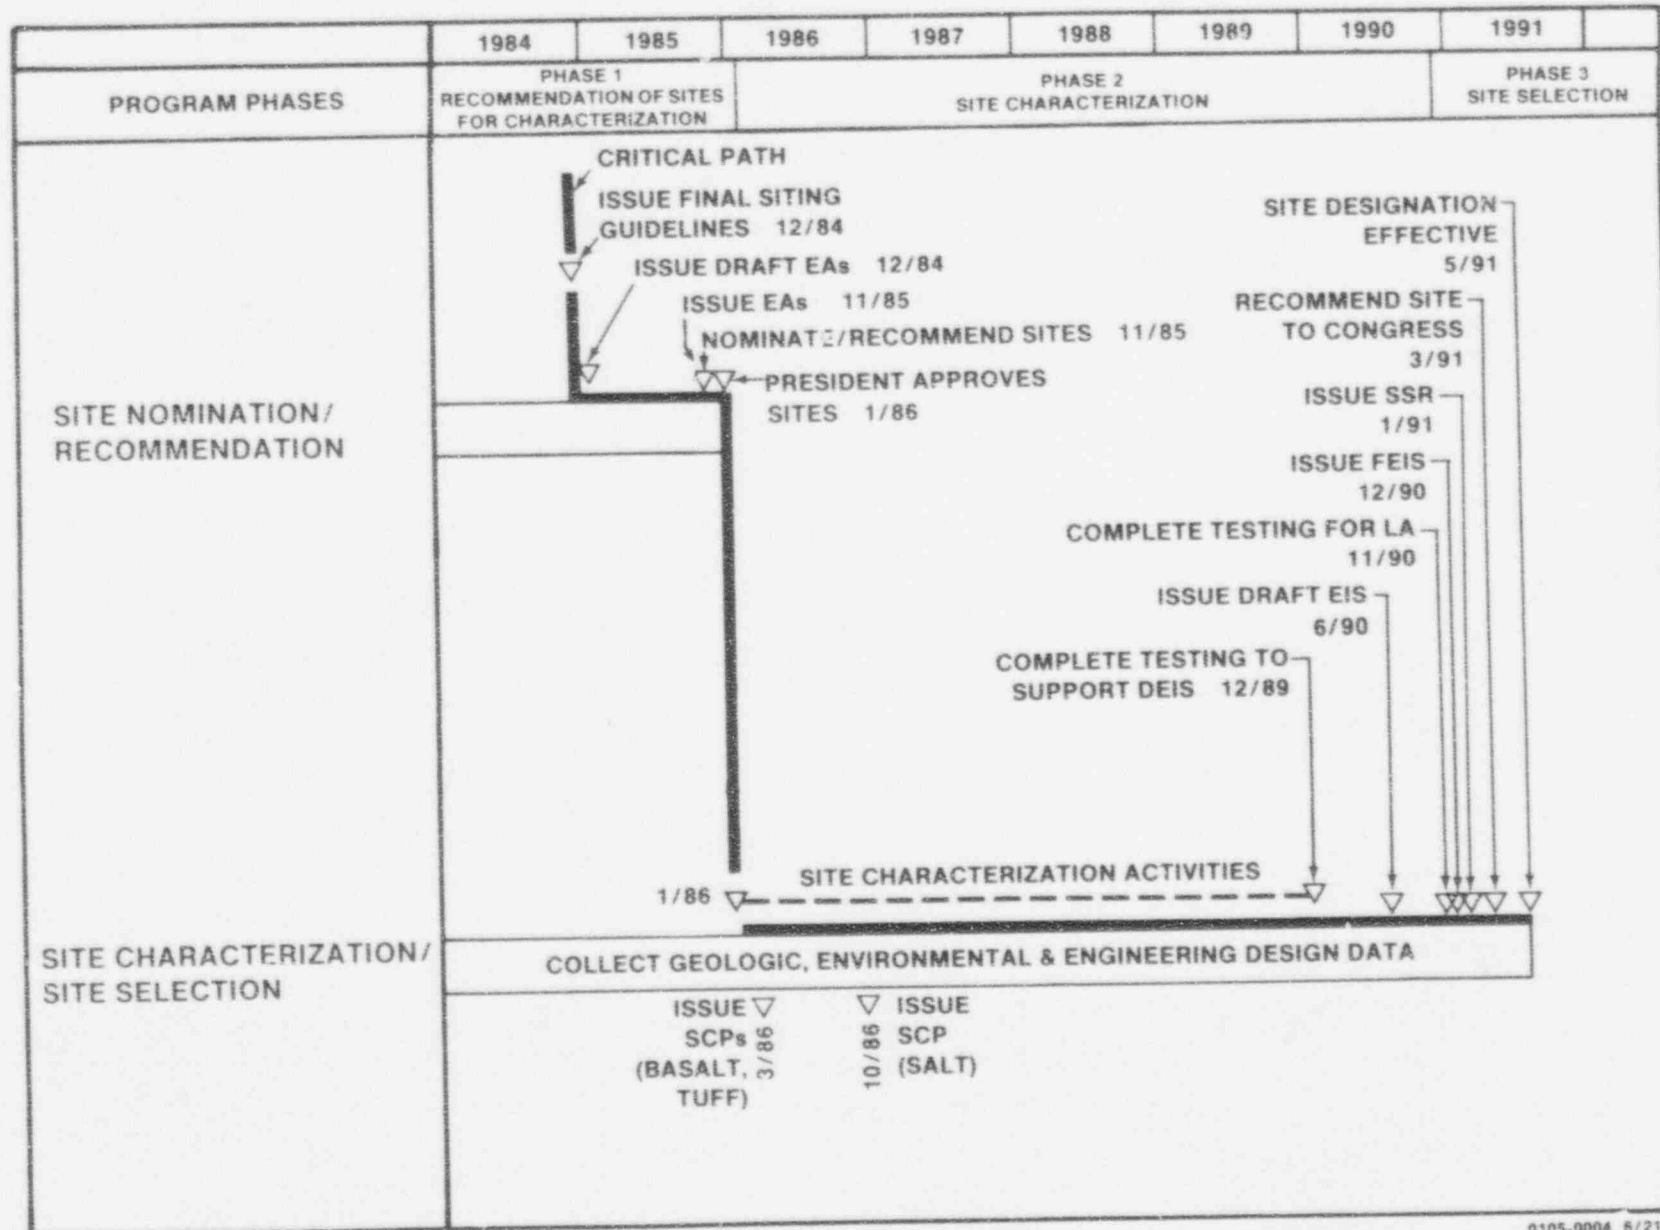 1984 1985 1986 1987 1988 1989 1990 1991
PROGRAM PHASES
PHASE 1
RECOMMENDATION OF SITES
FOR CHARACTERIZATION
PHASE 2
SITE CHARACTERIZATION
PHASE 3
SITE SELECTION
CRITICAL PATH
ISSUE FINAL SITING
GUIDELINES 12/84
ISSUE DRAFT EAs 12/84
ISSUE EAs 11/85
NOMINATE/RECOMMEND SITES 11/85
PRESIDENT APPROVES
SITES 1/86
SITE DESIGNATION
EFFECTIVE
5/91
RECOMMEND SITE
TO CONGRESS
3/91
ISSUE SSR
1/91
ISSUE FEIS
12/90
COMPLETE TESTING FOR LA
11/90
ISSUE DRAFT EIS
6/90
COMPLETE TESTING TO
SUPPORT DEIS 12/89
SITE NOMINATION/
RECOMMENDATION
1/86
SITE CHARACTERIZATION ACTIVITIES
SITE CHARACTERIZATION/
SITE SELECTION
COLLECT GEOLOGIC, ENVIRONMENTAL & ENGINEERING DESIGN DATA
ISSUE
SCPs
(BASALT,
TUFF)
3/86
10/86
ISSUE
SCP
(SALT)
0105-0004 5/21